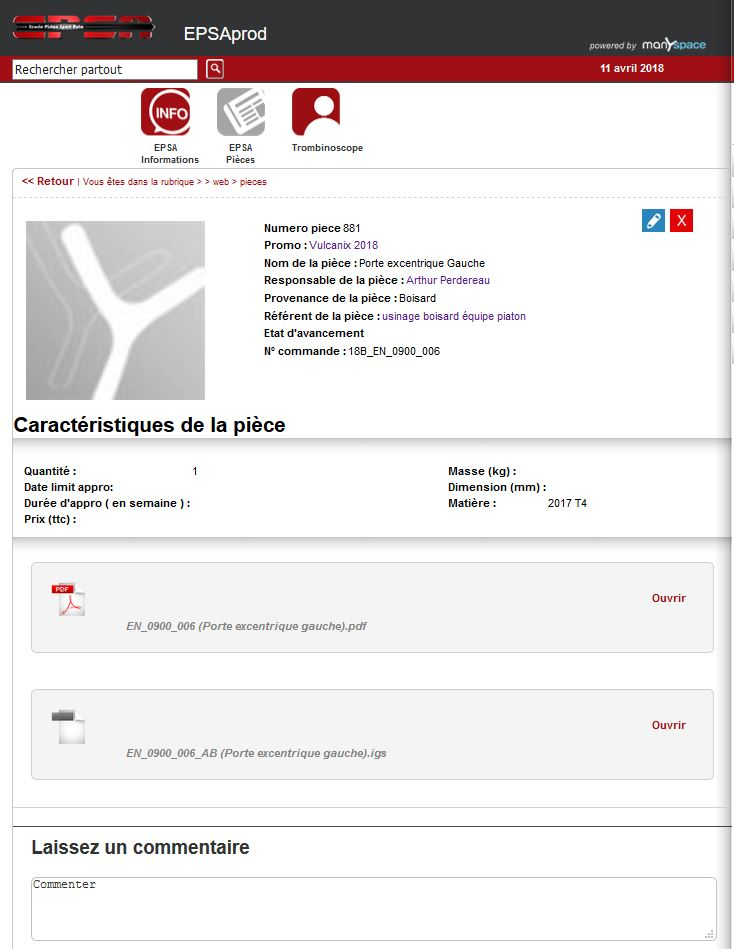 EPSA
Ecurie Piston Sport Auto
EPSAprod
powered by manyspace
Rechercher partout
11 avril 2018
INFO
EPSA
Informations
EPSA
Pièces
Trombinoscope
<< Retour | Vous êtes dans la rubrique > > web > pieces
X
Numero piece 881
Promo : Vulcanix 2018
Nom de la pièce : Porte excentrique Gauche
Responsable de la pièce : Arthur Perdereau
Provenance de la pièce : Boisard
Référent de la pièce : usinage boisard équipe piaton
Etat d'avancement
N° commande : 18B_EN_0900_006
Caractéristiques de la pièce
Quantité : 1 Masse (kg) :
Date limit appro: Dimension (mm) :
Durée d'appro ( en semaine ) : Matière : 2017 T4
Prix (ttc) :
PDF
Ouvrir
EN_0900_006 (Porte excentrique gauche).pdf
Ouvrir
EN_0900_006_AB (Porte excentrique gauche).igs
Laissez un commentaire
Commenter